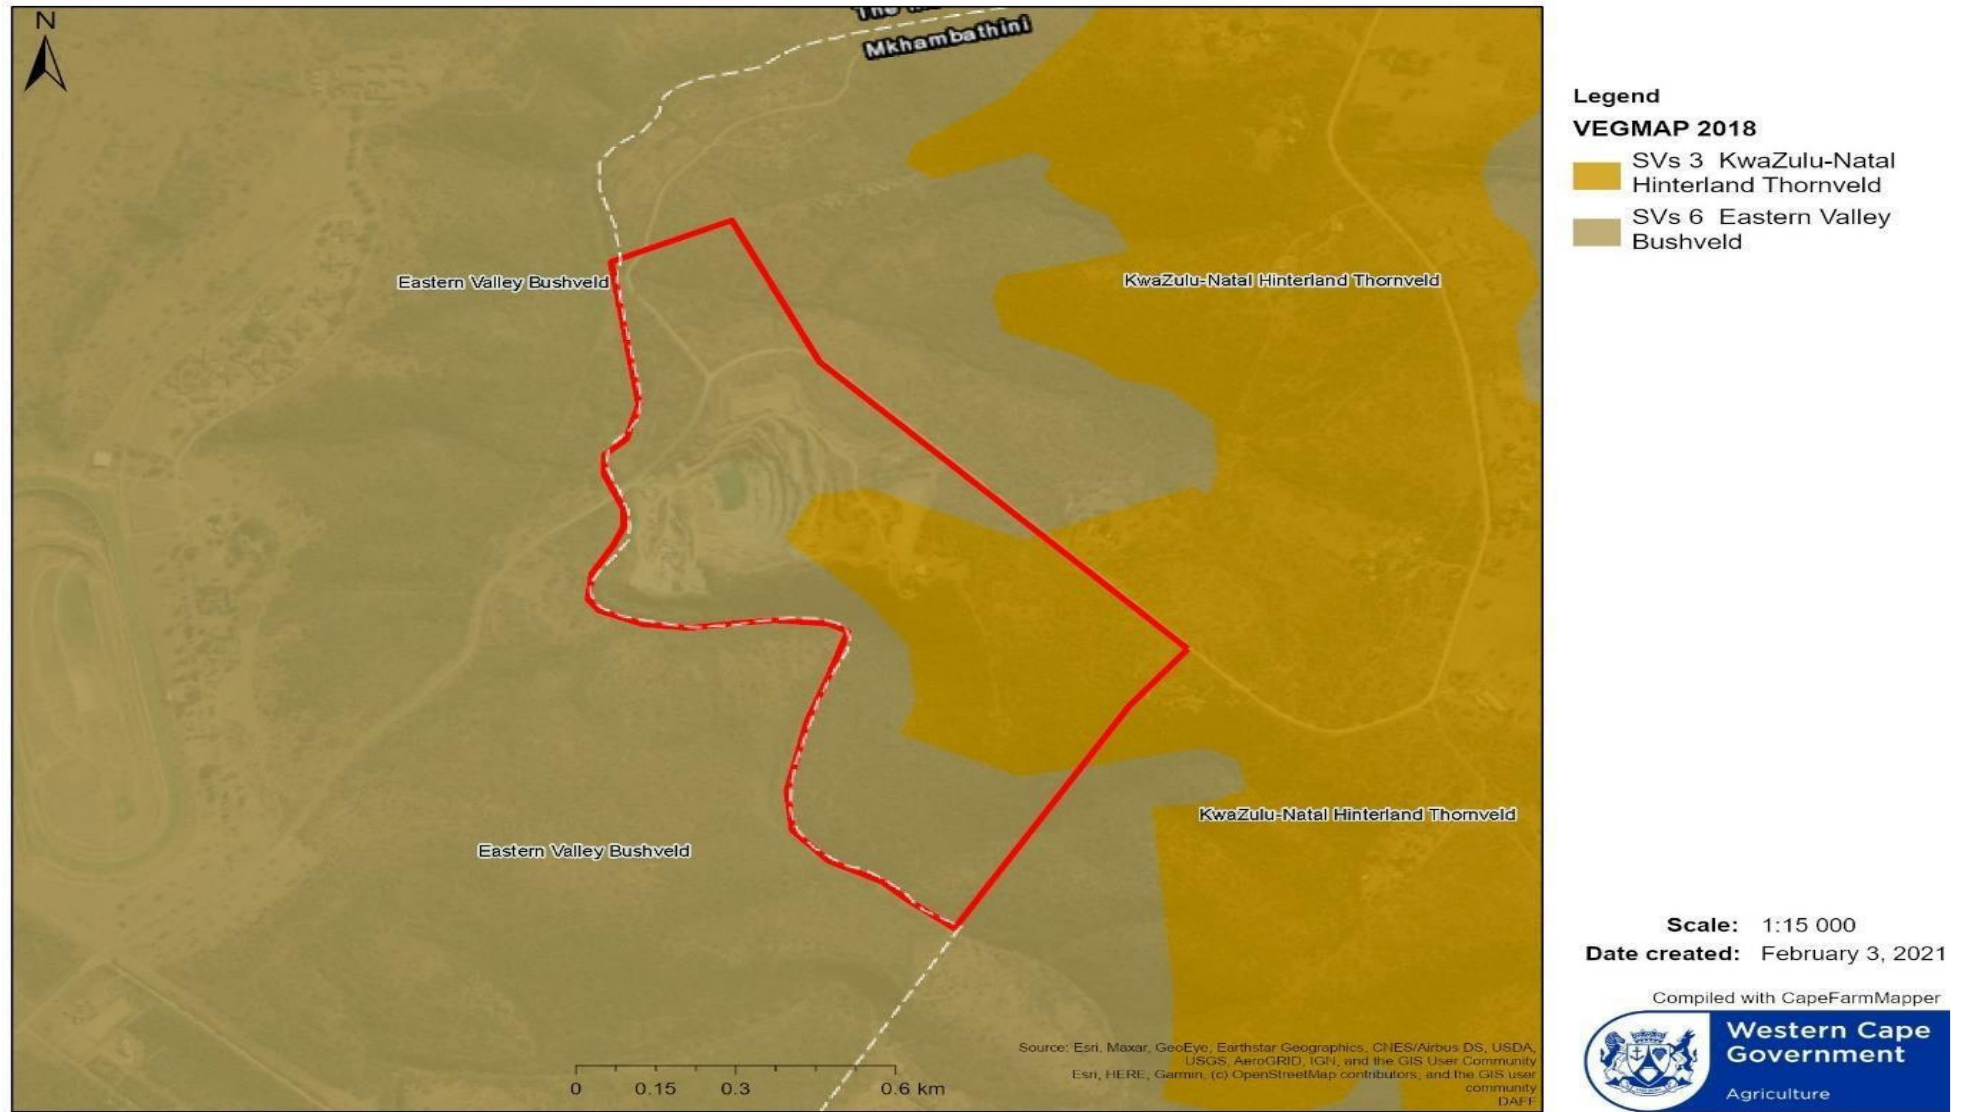 N
The
Mkhambathini
Eastern Valley Bushveld
KwaZulu-Natal Hinterland Thornveld
KwaZulu-Natal Hinterland Thornveld
Eastern Valley Bushveld
0 0.15 0.3 0.6 km
Source: Esri, Maxar, GeoEye, Earthstar Geographics, CNES/Airbus DS, USDA,
USGS, AeroGRID, IGN, and the GIS User Community
Esri, HERE, Garmin, (c) OpenStreetMap contributors, and the GIS user
community
DAFF
Legend
VEGMAP 2018
SVs 3 KwaZulu-Natal
Hinterland Thornveld
SVs 6 Eastern Valley
Bushveld
Scale: 1:15 000
Date created: February 3, 2021
Compiled with CapeFarmMapper
Western Cape
Government
Agriculture